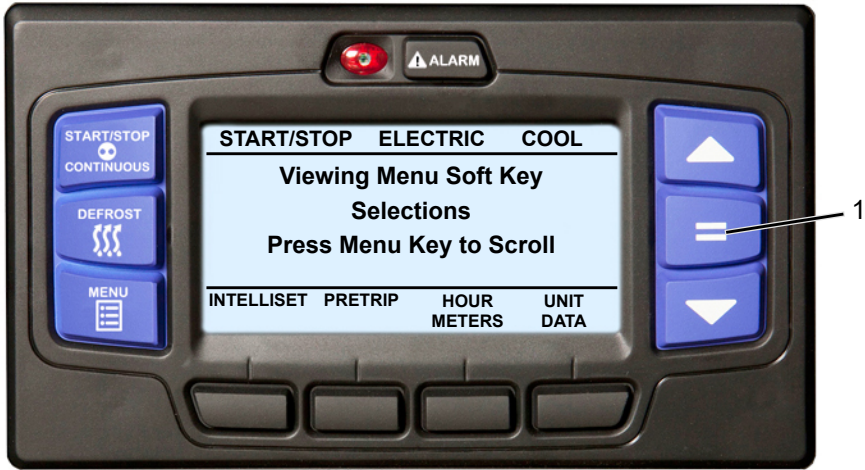 ALARM
START/STOP
CONTINUOUS
DEFROST
MENU
START/STOP ELECTRIC COOL
Viewing Menu Soft Key
Selections
Press Menu Key to Scroll
INTELLISET PRETRIP HOUR METERS UNIT DATA
1